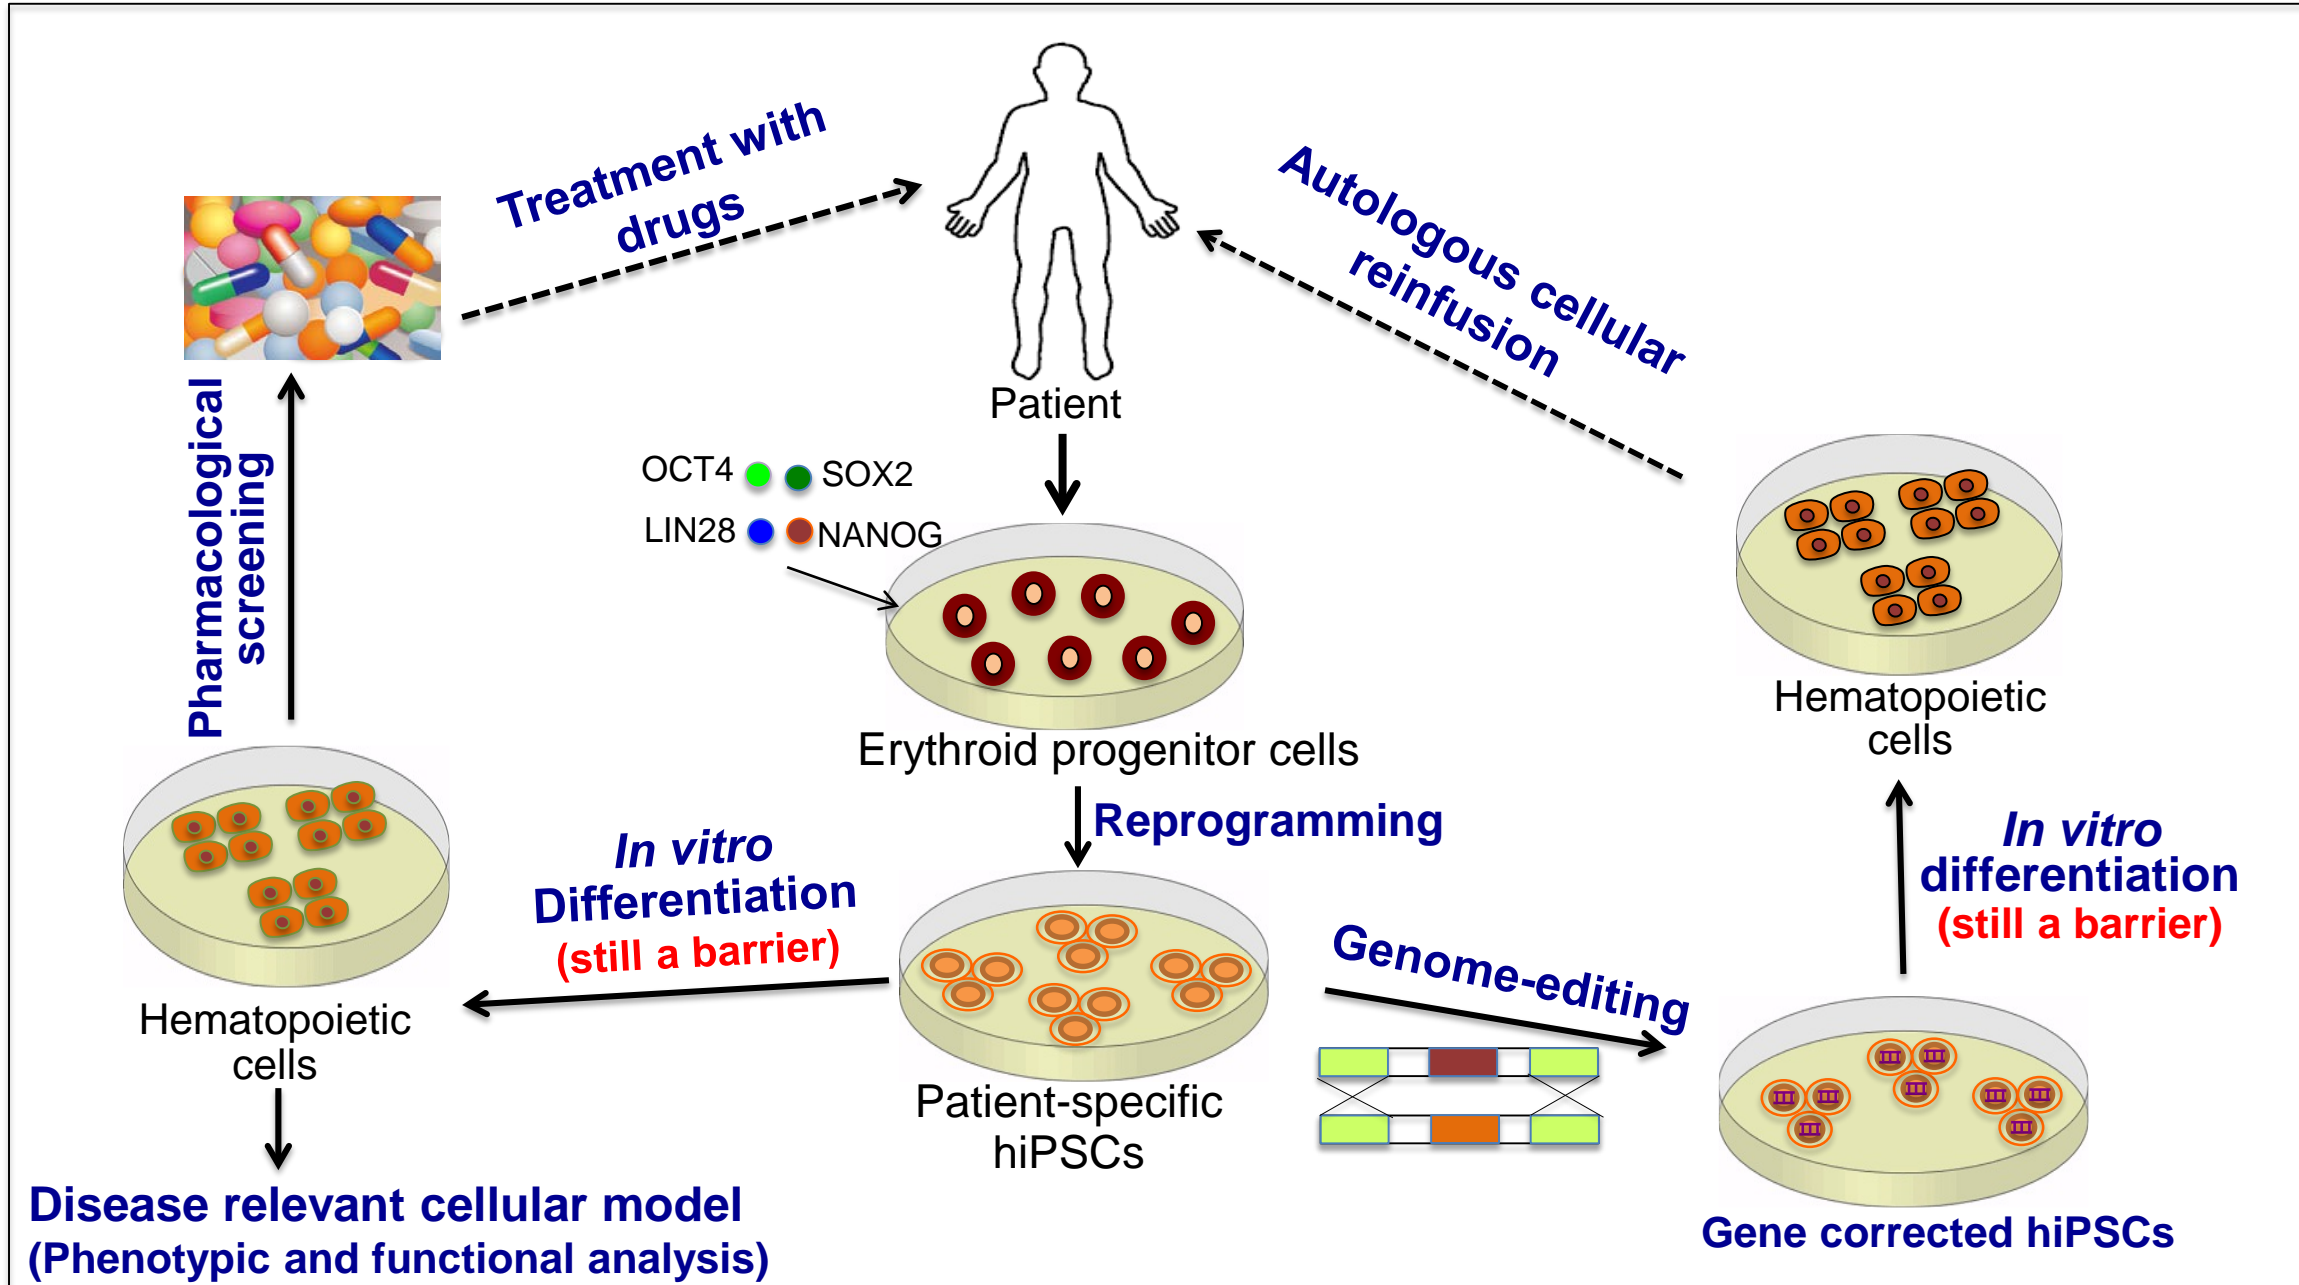 Treatment with
drugs
Autologous cellular
reinfusion
Patient
Pharmacological
screening
OCT4
SOX2
LIN28
NANOG
Erythroid progenitor cells
Reprogramming
Hematopoietic
cells
In vitro
differentiation
(still a barrier)
In vitro
Differentiation
(still a barrier)
Genome-editing
Hematopoietic
cells
Patient-specific
hiPSCs
Gene corrected hiPSCs
Disease relevant cellular model
(Phenotypic and functional analysis)